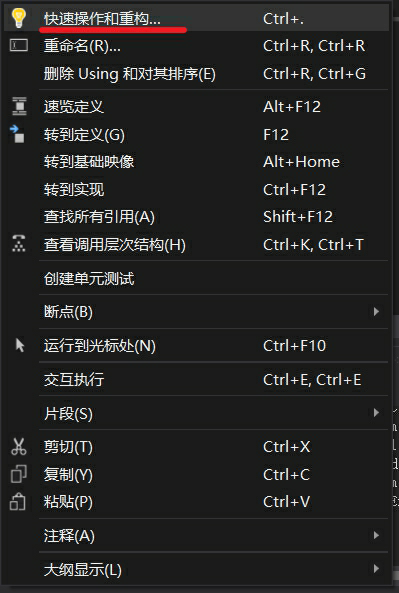 快速操作和重构... Ctrl+.
重命名(R)... Ctrl+R, Ctrl+R
删除 Using 和对其排序(E) Ctrl+R, Ctrl+G
速览定义 Alt+F12
转到定义(G) F12
转到基础映像 Alt+Home
转到实现 Ctrl+F12
查找所有引用(A) Shift+F12
查看调用层次结构(H) Ctrl+K, Ctrl+T
创建单元测试
断点(B)
运行到光标处(N) Ctrl+F10
交互执行 Ctrl+E, Ctrl+E
片段(S)
剪切(T) Ctrl+X
复制(Y) Ctrl+C
粘贴(P) Ctrl+V
注释(A)
大纲显示(L)